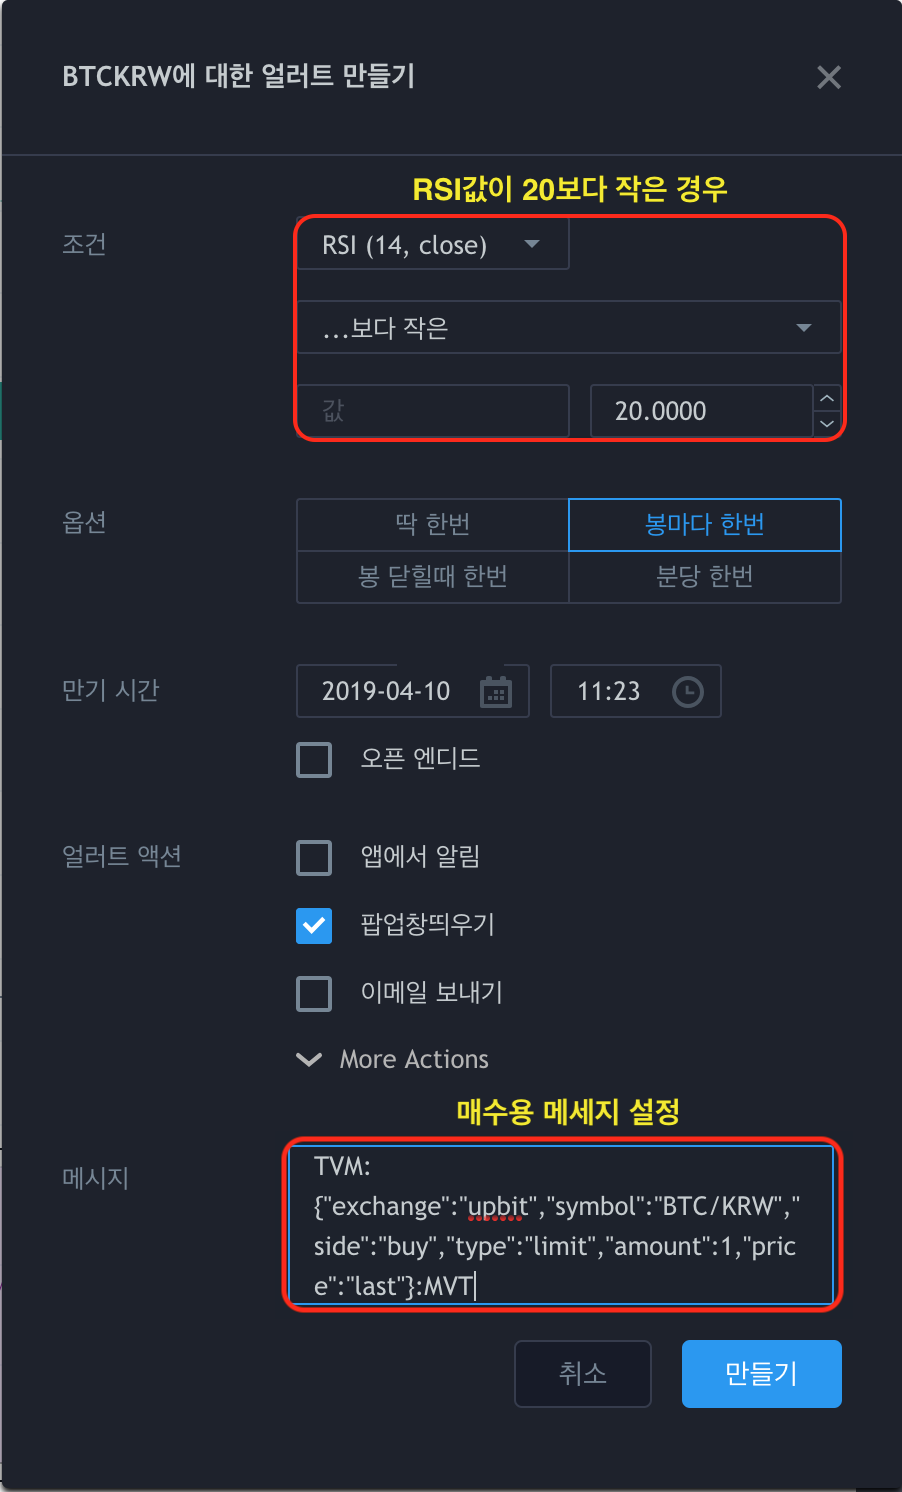 BTCKRW에 대한 얼러트 만들기
RSI값이 20보다 작은 경우
조건
RSI (14, close)
...보다 작은
값
20.0000
옵션
딱 한번
봉마다 한번
봉 닫힐때 한번
분당 한번
만기 시간
2019-04-10
11:23
오픈 엔디드
얼러트 액션
앱에서 알림
팝업창띄우기
이메일 보내기
More Actions
매수용 메세지 설정
메시지
TVM:
{"exchange":"upbit","symbol":"BTC/KRW","
side":"buy","type":"limit","amount":1,"pric
e":"last"}:MVT
취소
만들기